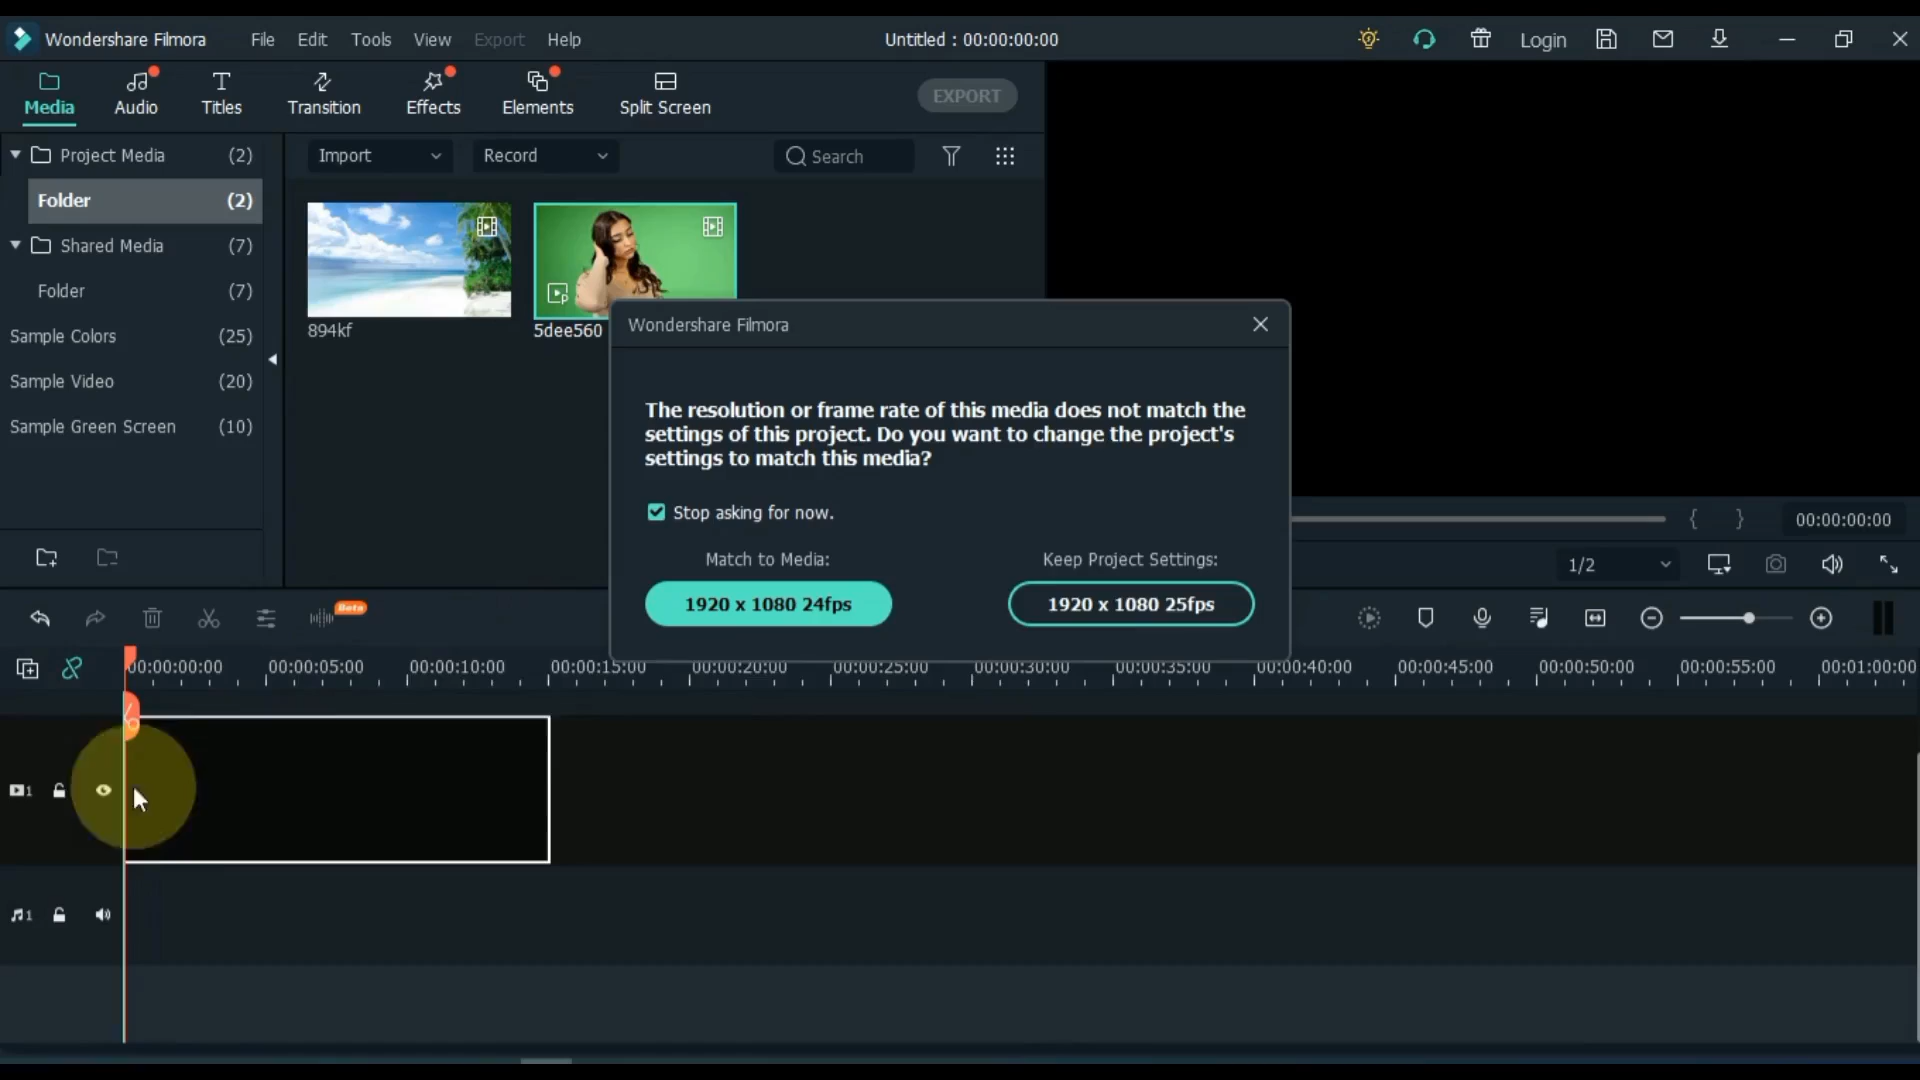 Wondershare Filmora File Edit Tools View Export Help Untitled : 00:00:00:00 Login
Media Audio Titles Transition Effects Elements Split Screen EXPORT
Project Media (2)
Folder (2)
Shared Media (7)
Folder (7)
Sample Colors (25)
Sample Video (20)
Sample Green Screen (10)
Import Record Search
894kf 5dee560
Wondershare Filmora
The resolution or frame rate of this media does not match the
settings of this project. Do you want to change the project's
settings to match this media?
Stop asking for now.
Match to Media: Keep Project Settings:
1920 x 1080 24fps 1920 x 1080 25fps
{ } 00:00:00:00
1/2
Beta
00:00:00:00 00:00:05:00 00:00:10:00 00:00:15:00 00:00:20:00 00:00:25:00 00:00:30:00 00:00:35:00 00:00:40:00 00:00:45:00 00:00:50:00 00:00:55:00 00:01:00:00
1
1